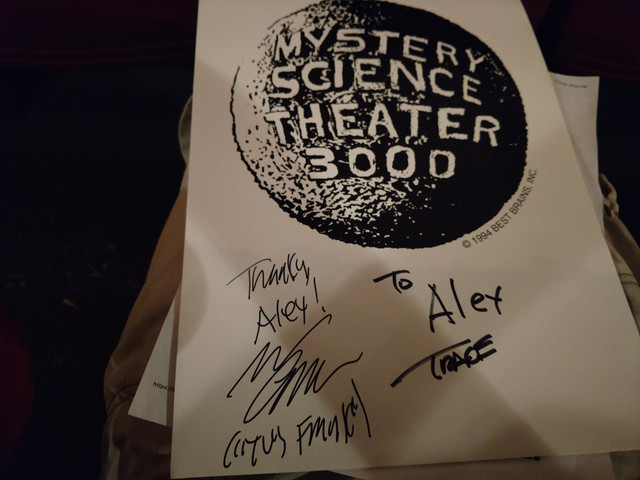 MYSTERY
SCIENCE
THEATER
3000
© 1994 BEST BRAINS, INC.
Thanks,
Alex!
To
Alex
TRACE